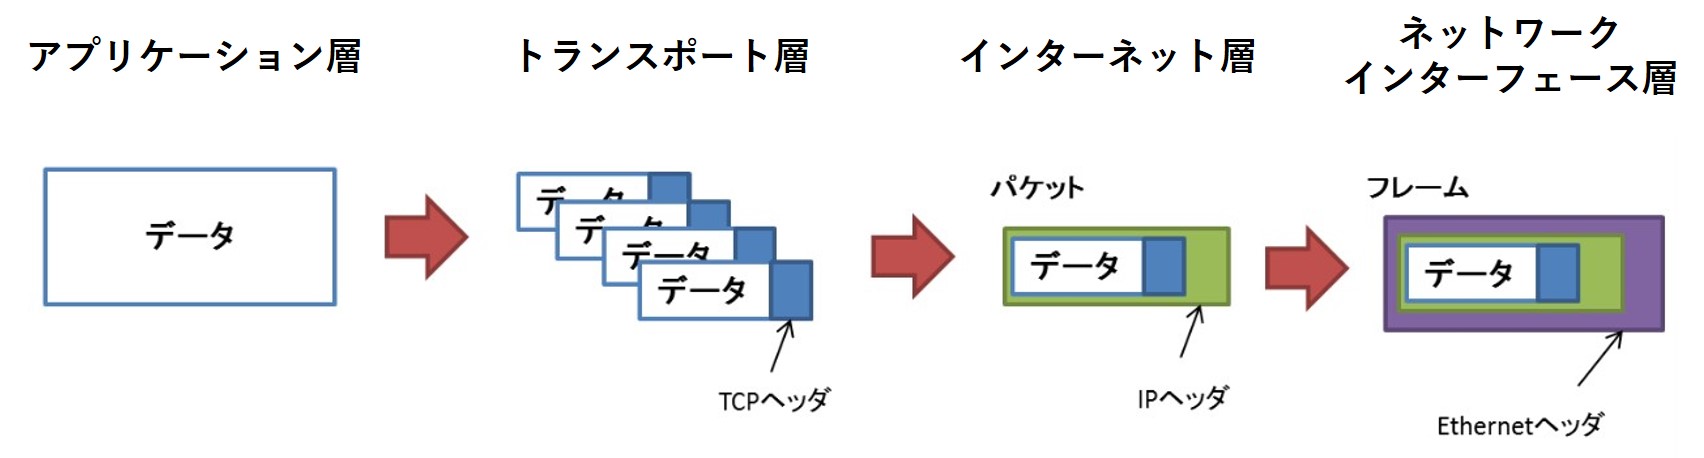 アプリケーション層
トランスポート層
インターネット層
ネットワーク
インターフェース層
データ
データ
データ
データ
データ
TCPヘッダ
パケット
データ
IPヘッダ
フレーム
データ
Ethernetヘッダ